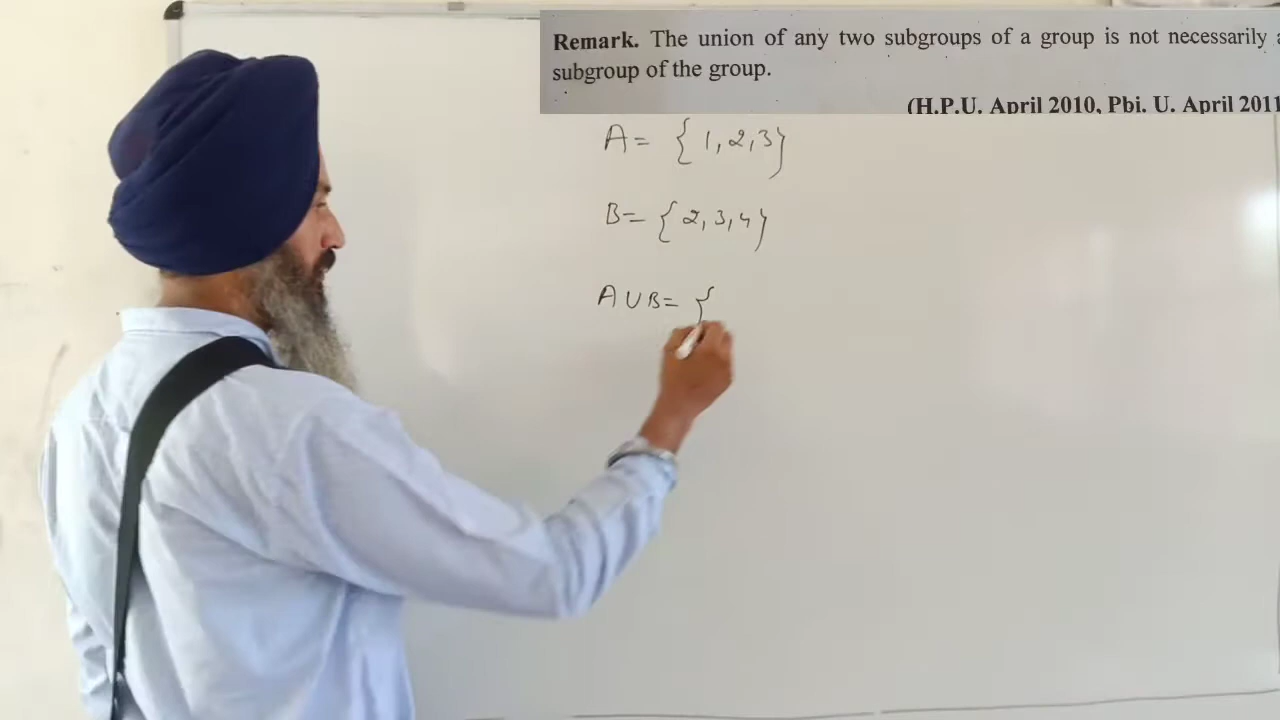 Remark. The union of any two subgroups of a group is not necessarily a
subgroup of the group.
(H.P.U. April 2010, Pbi. U. April 2011
A = {1, 2, 3}
B = {2, 3, 4}
A ∪ B = {